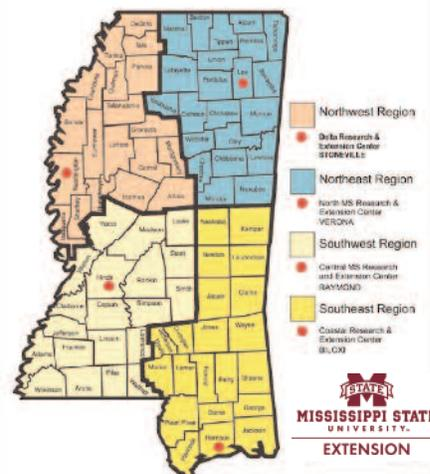 DeSoto
Tate
Tunica
Panola
Quitman
Coahoma
Tallahatchie
Bolivar
Sunflower
Leflore
Grenada
Carroll
Montgomery
Washington
Humphreys
Holmes
Attala
Sharkey
Issaquena
Benton
Alcorn
Marshall
Tippah
Prentiss
Tishomingo
Union
Lafayette
Lee
Pontotoc
Itawamba
Yalobusha
Calhoun
Chickasaw
Monroe
Webster
Clay
Choctaw
Oktibbeha
Lowndes
Winston
Noxubee
Yazoo
Madison
Leake
Scott
Warren
Hinds
Rankin
Smith
Claiborne
Copiah
Simpson
Jefferson
Adams
Franklin
Lincoln
Wilkinson
Amite
Pike
Walthall
Neshoba
Kemper
Newton
Lauderdale
Jasper
Clarke
Jones
Wayne
Covington
Marion
Lamar
Forrest
Perry
Greene
Pearl River
Stone
George
Harrison
Jackson
Northwest Region
Delta Research &
Extension Center
STONEVILLE
Northeast Region
North MS Research &
Extension Center
VERONA
Southwest Region
Central MS Research
and Extension Center
RAYMOND
Southeast Region
Coastal Research &
Extension Center
BILOXI
STATE
MISSISSIPPI STATE
UNIVERSITY™
EXTENSION